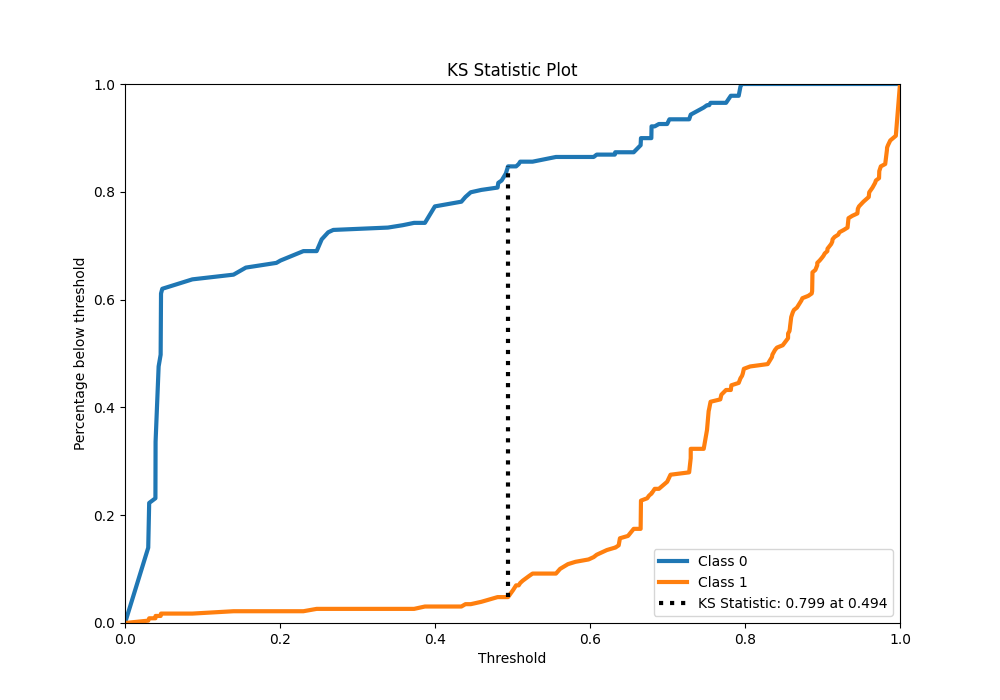 KS Statistic Plot
Percentage below threshold
1.0
0.8
0.6
0.4
0.2
0.0
0.0 0.2 0.4 0.6 0.8 1.0
Threshold
Class 0
Class 1
KS Statistic: 0.799 at 0.494